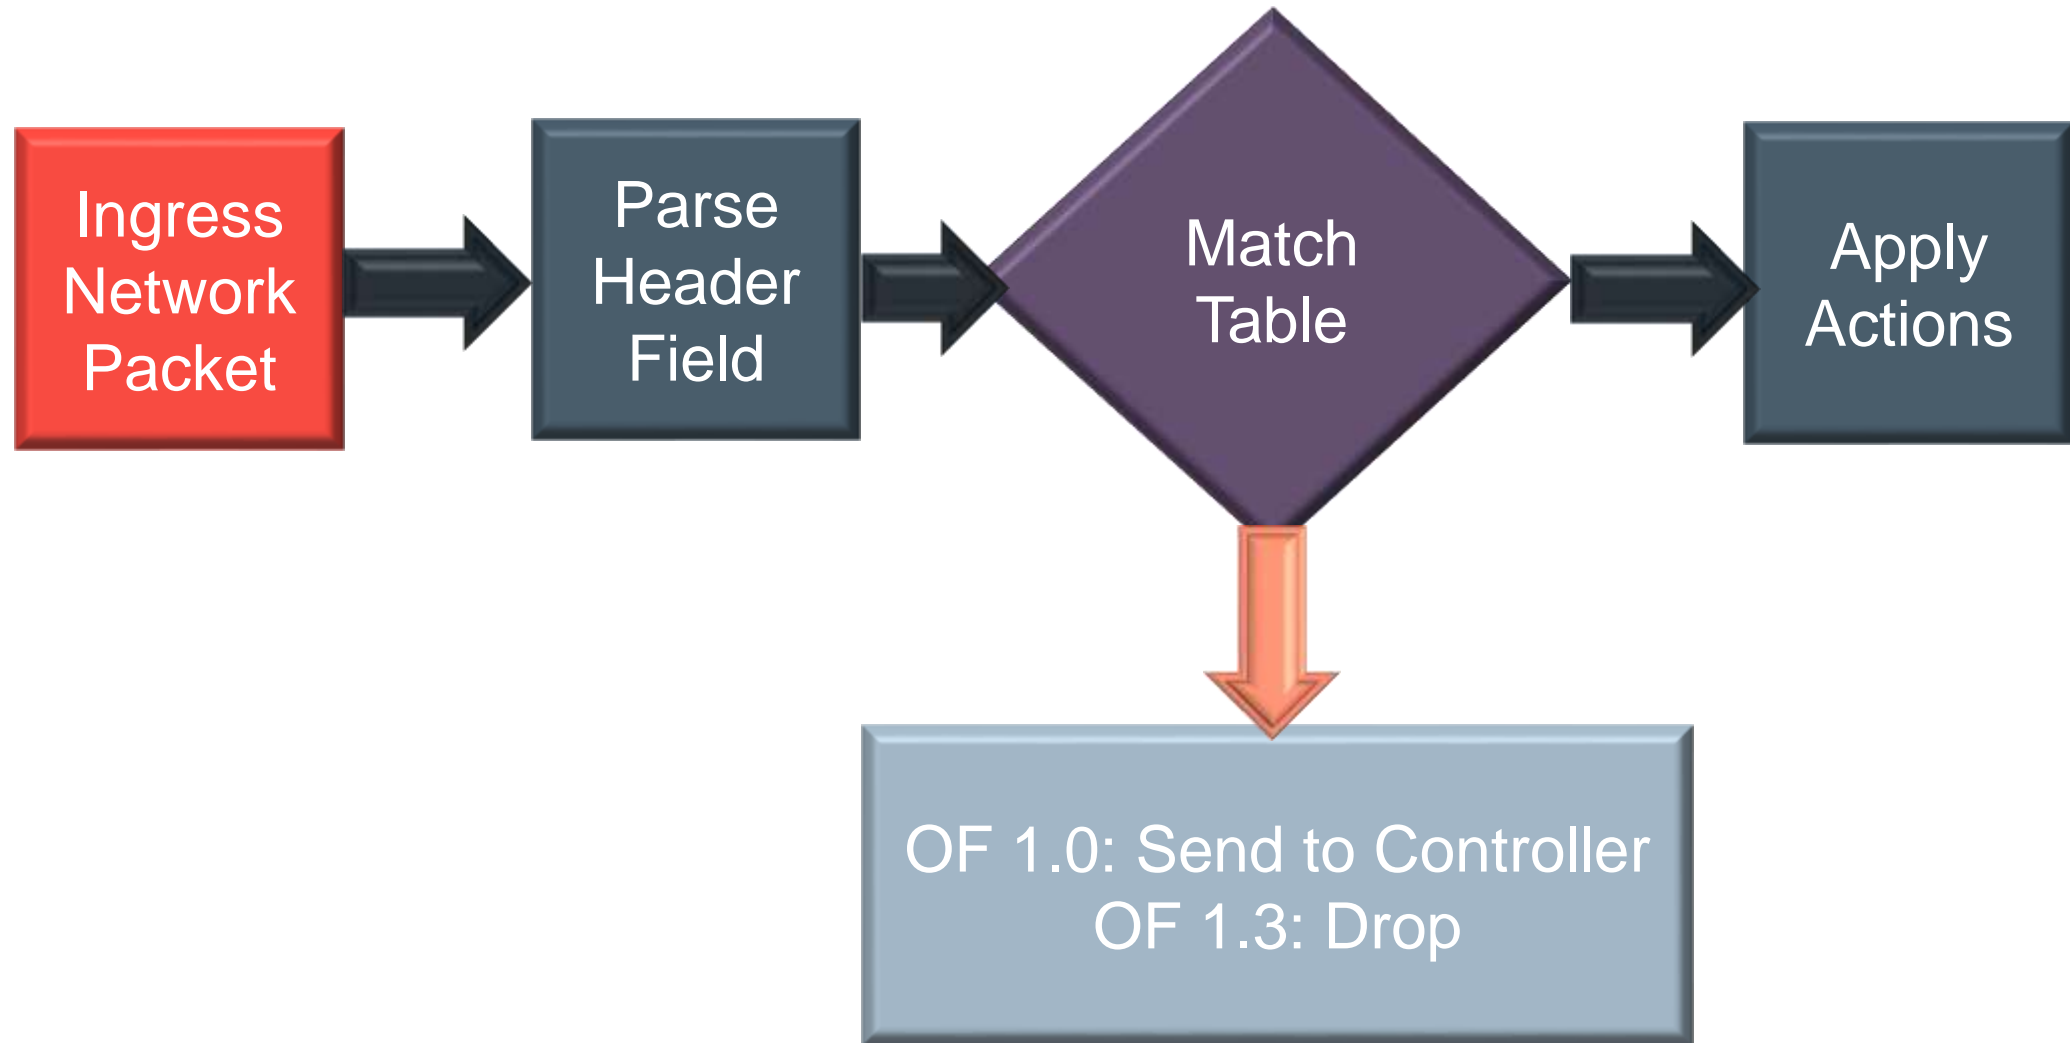 Ingress
Network
Packet
Parse
Header
Field
Match
Table
Apply
Actions
OF 1.0: Send to Controller
OF 1.3: Drop